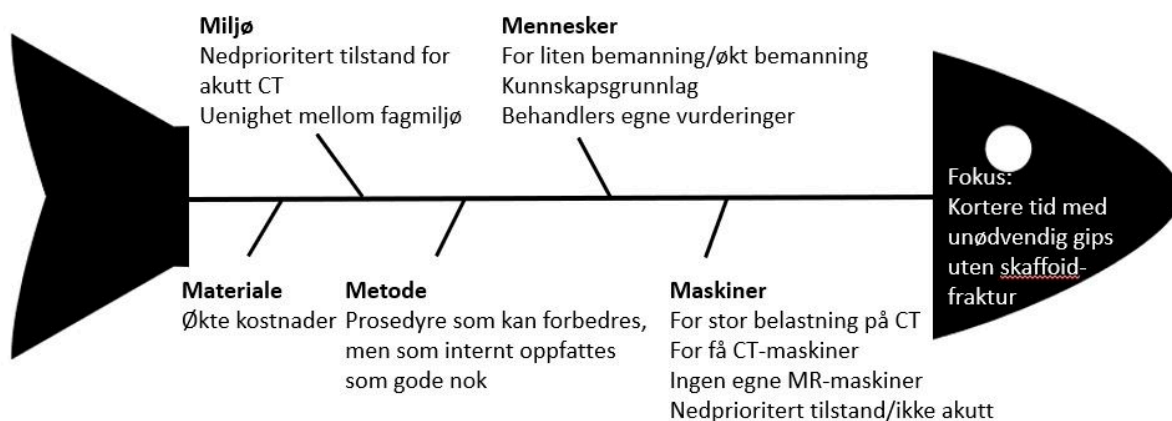 Miljø
Nedprioritert tilstand for
akutt CT
Uenighet mellom fagmiljø
Mennesker
For liten bemanning/økt bemanning
Kunnskapsgrunnlag
Behandlers egne vurderinger
Fokus:
Kortere tid med
unødvendig gips
uten skaffoid-
fraktur
Materiale
Økte kostnader
Metode
Prosedyre som kan forbedres,
men som internt oppfattes
som gode nok
Maskiner
For stor belastning på CT
For få CT-maskiner
Ingen egne MR-maskiner
Nedprioritert tilstand/ikke akutt